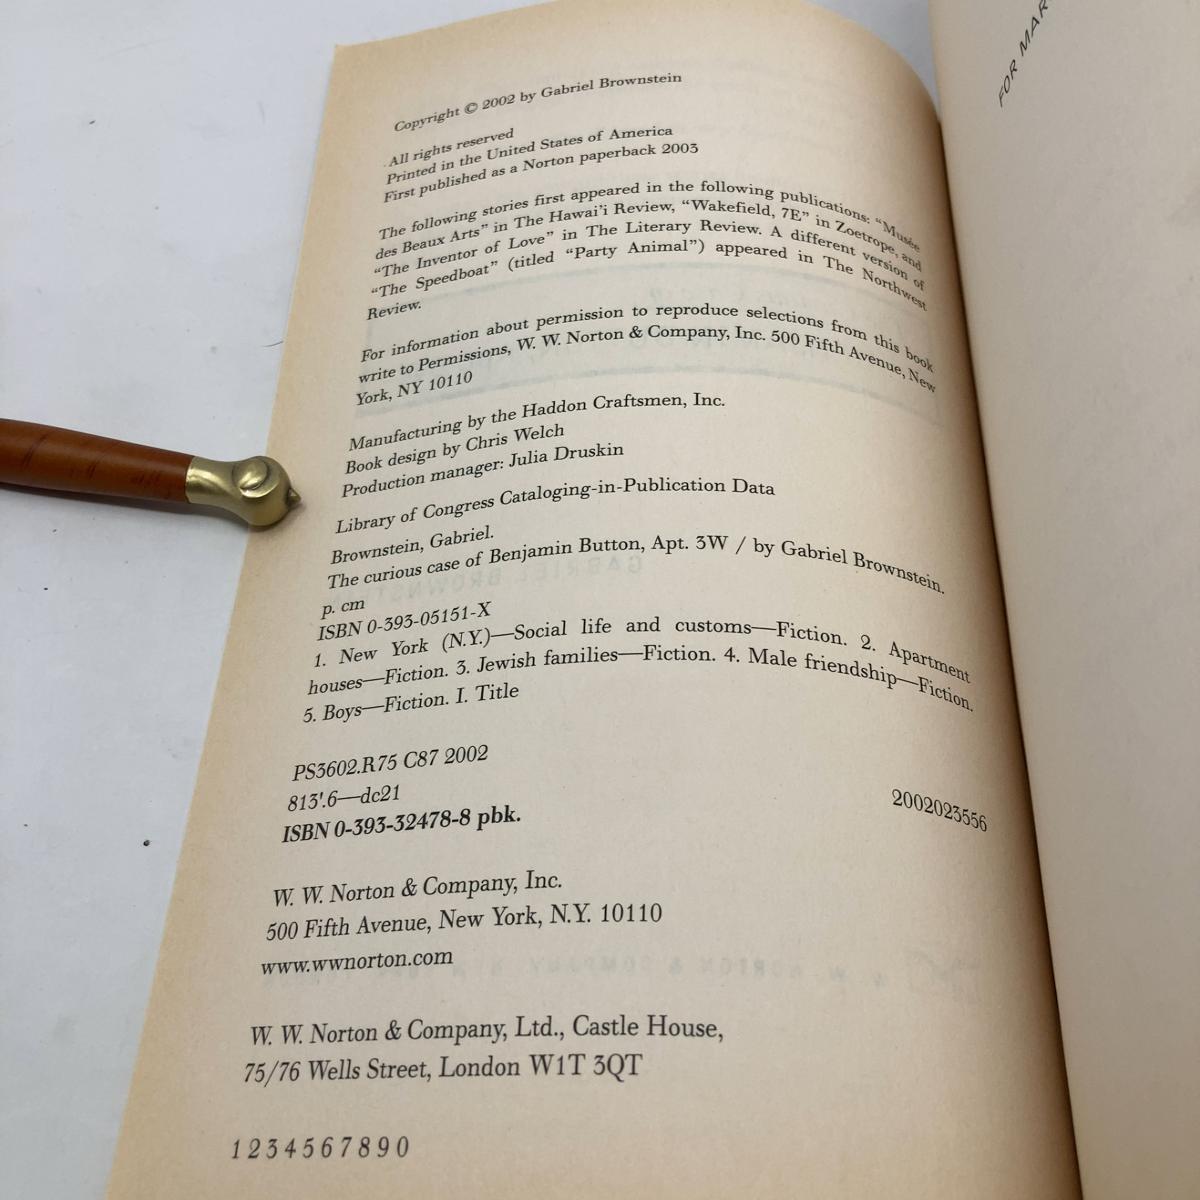 Copyright © 2002 by Gabriel Brownstein
All rights reserved
Printed in the United States of America
First published as a Norton paperback 2003
The following stories first appeared in the following publications: "Musée
des Beaux Arts" in The Hawai'i Review, "Wakefield, 7E" in Zoetrope, and
"The Inventor of Love" in The Literary Review. A different version of
"The Speedboat" (titled "Party Animal") appeared in The Northwest
Review.
For information about permission to reproduce selections from this book
write to Permissions, W. W. Norton & Company, Inc. 500 Fifth Avenue, New
York, NY 10110
Manufacturing by the Haddon Craftsmen, Inc.
Book design by Chris Welch
Production manager: Julia Druskin
Library of Congress Cataloging-in-Publication Data
Brownstein, Gabriel.
The curious case of Benjamin Button, Apt. 3W / by Gabriel Brownstein.
p. cm
ISBN 0-393-05151-X
1. New York (N.Y.)—Social life and customs—Fiction. 2. Apartment
houses—Fiction. 3. Jewish families—Fiction. 4. Male friendship—Fiction.
5. Boys—Fiction. I. Title
PS3602.R75 C87 2002
813'.6—dc21
2002023556
ISBN 0-393-32478-8 pbk.
W. W. Norton & Company, Inc.
500 Fifth Avenue, New York, N.Y. 10110
www.wwnorton.com
W. W. Norton & Company, Ltd., Castle House,
75/76 Wells Street, London W1T 3QT
1 2 3 4 5 6 7 8 9 0
FOR